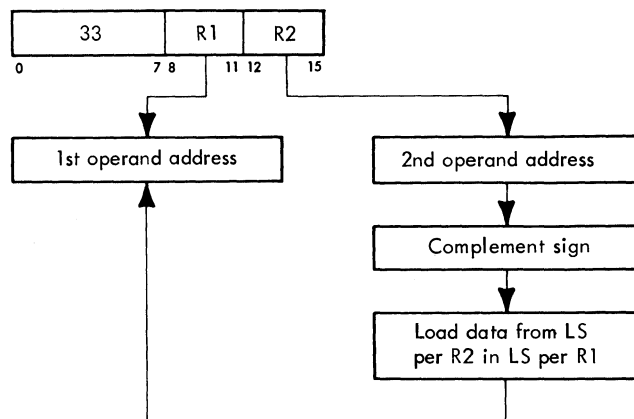 33 R1 R2
0 7 8 11 12 15
1st operand address
2nd operand address
Complement sign
Load data from LS
per R2 in LS per R1